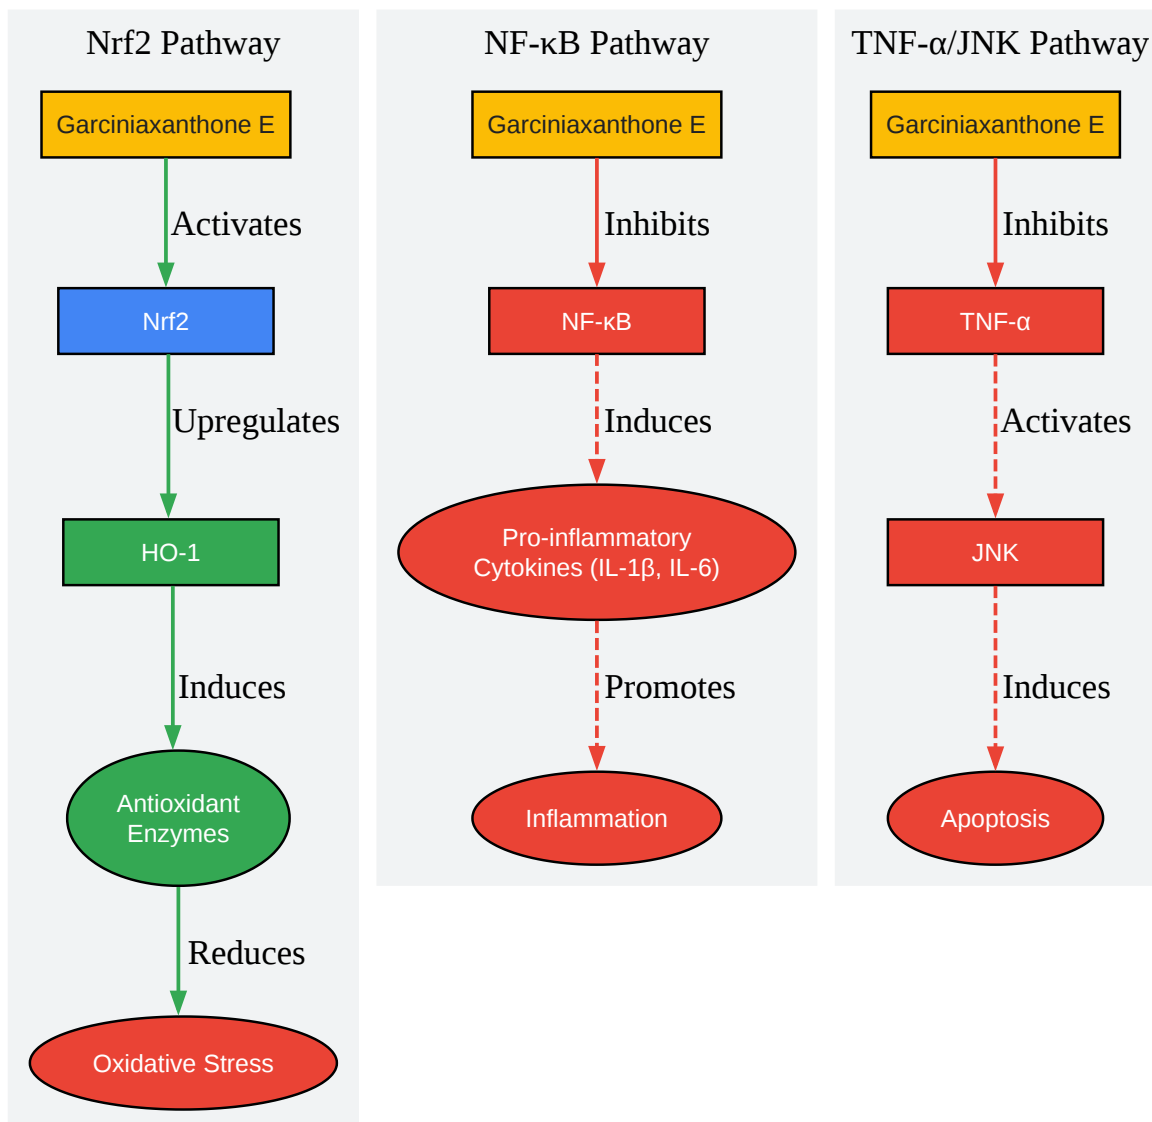 Nrf2 Pathway
Garciniaxanthone E
Activates
Nrf2
Upregulates
HO-1
Induces
Antioxidant
Enzymes
Reduces
Oxidative Stress
NF-κB Pathway
Garciniaxanthone E
Inhibits
NF-κB
Induces
Pro-inflammatory
Cytokines (IL-1β, IL-6)
Promotes
Inflammation
TNF-α/JNK Pathway
Garciniaxanthone E
Inhibits
TNF-α
Activates
JNK
Induces
Apoptosis